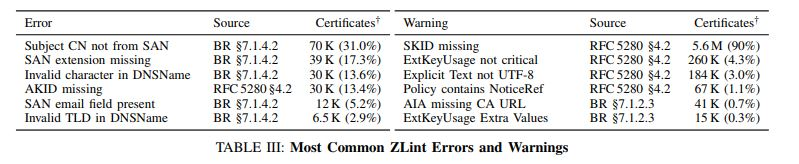 Error Source Certificates† Warning Source Certificates†
Subject CN not from SAN BR §7.1.4.2 70 K (31.0%) SKID missing RFC 5280 §4.2 5.6 M (90%)
SAN extension missing BR §7.1.4.2 39 K (17.3%) ExtKeyUsage not critical RFC 5280 §4.2 260 K (4.3%)
Invalid character in DNSName BR §7.1.4.2 30 K (13.6%) Explicit Text not UTF-8 RFC 5280 §4.2 184 K (3.0%)
AKID missing RFC 5280 §4.2 30 K (13.4%) Policy contains NoticeRef RFC 5280 §4.2 67 K (1.1%)
SAN email field present BR §7.1.4.2 12 K (5.2%) AIA missing CA URL BR §7.1.2.3 41 K (0.7%)
Invalid TLD in DNSName BR §7.1.4.2 6.5 K (2.9%) ExtKeyUsage Extra Values BR §7.1.2.3 15 K (0.3%)
TABLE III: Most Common ZLint Errors and Warnings